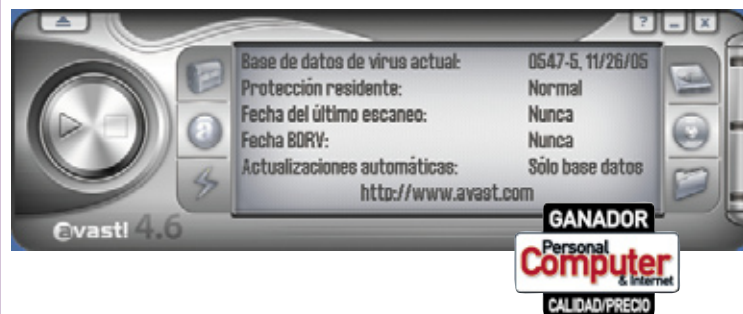 ? _ x
Base de datos de virus actual: 0547-5, 11/26/05
Protección residente: Normal
Fecha del último escaneo: Nunca
Fecha BDRV: Nunca
Actualizaciones automáticas: Sólo base datos
http://www.avast.com
a
avast! 4.6
GANADOR
Personal
Computer
& Internet
CALIDAD/PRECIO